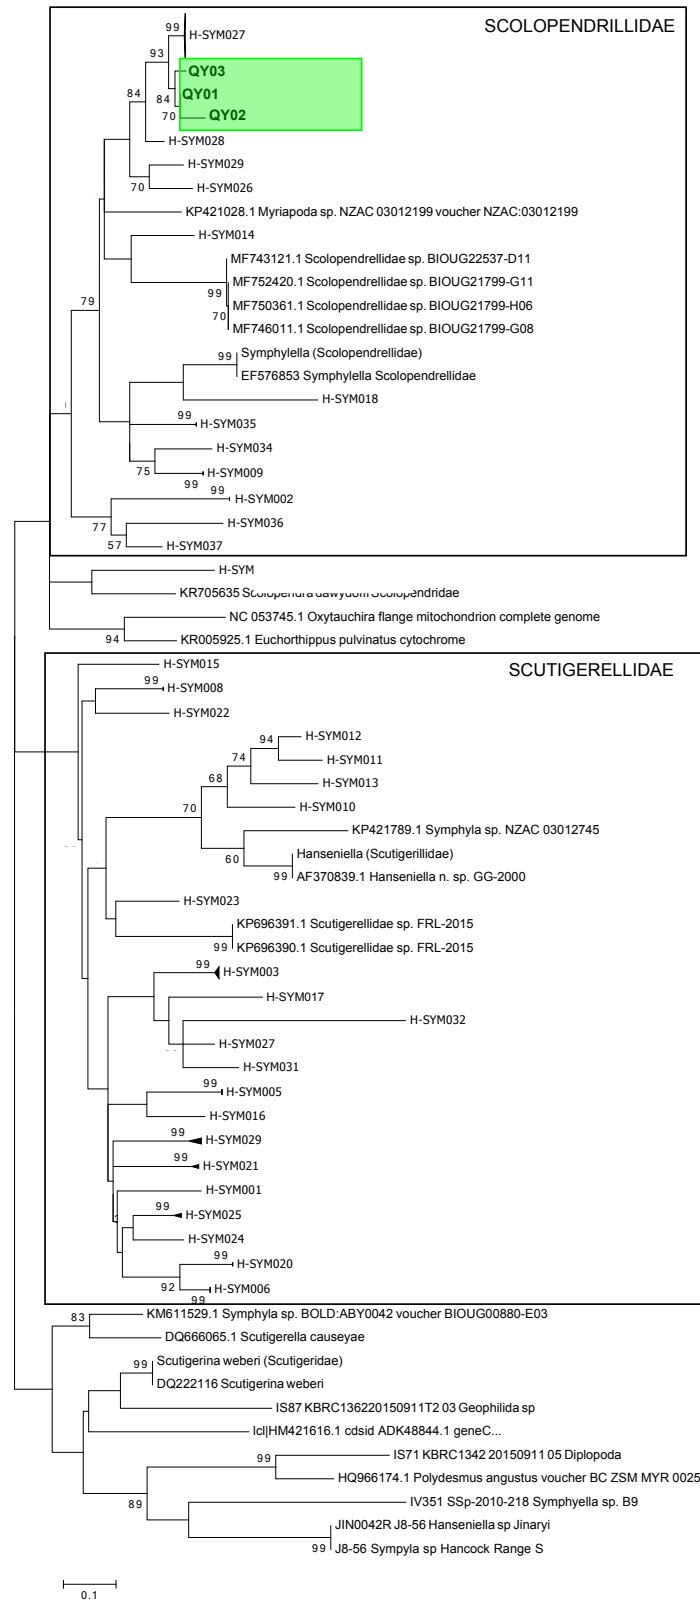 SCOLOPENDRILLIDAE
99
H-SYM027
93
QY03
84
84
QY01
70
QY02
H-SYM028
H-SYM029
70
H-SYM026
KP421028.1 Myriapoda sp. NZAC 03012199 voucher NZAC:03012199
H-SYM014
MF743121.1 Scolopendrellidae sp. BIOUG22537-D11
MF752420.1 Scolopendrellidae sp. BIOUG21799-G11
99
79
MF750361.1 Scolopendrellidae sp. BIOUG21799-H06
70
MF746011.1 Scolopendrellidae sp. BIOUG21799-G08
99
Symphylella (Scolopendrellidae)
EF576853 Symphylella Scolopendrellidae
H-SYM018
99
H-SYM035
H-SYM034
75
H-SYM009
99
99
H-SYM002
77
H-SYM036
57
H-SYM037
H-SYM
KR705635
NC 053745.1 Oxytauchira flange mitochondrion complete genome
94
KR005925.1 Euchorthippus pulvinatus cytochrome
SCUTIGERELLIDAE
H-SYM015
99
H-SYM008
H-SYM022
94
H-SYM012
74
H-SYM011
68
H-SYM013
70
H-SYM010
KP421789.1 Symphyla sp. NZAC 03012745
60
Hanseniella (Scutigerillidae)
99
AF370839.1 Hanseniella n. sp. GG-2000
H-SYM023
KP696391.1 Scutigerellidae sp. FRL-2015
99
KP696390.1 Scutigerellidae sp. FRL-2015
99
H-SYM003
H-SYM017
H-SYM032
H-SYM027
H-SYM031
99
H-SYM005
H-SYM016
99
H-SYM029
99
H-SYM021
H-SYM001
99
H-SYM025
H-SYM024
99
H-SYM020
92
H-SYM006
99
KM611529.1 Symphyla sp. BOLD:ABY0042 voucher BIOUG00880-E03
83
DQ666065.1 Scutigerella causeyae
99
Scutigerina weberi (Scutigeridae)
DQ222116 Scutigerina weberi
IS87 KBRC136220150911T2 03 Geophilida sp
lcl|HM421616.1 cdsid ADK48844.1 geneC...
99
IS71 KBRC1342 20150911 05 Diplopoda
HQ966174.1 Polydesmus angustus voucher BC ZSM MYR 0025
89
IV351 SSp-2010-218 Symphyella sp. B9
JIN0042R J8-56 Hanseniella sp Jinaryi
99
J8-56 Sympyla sp Hancock Range S
0.1